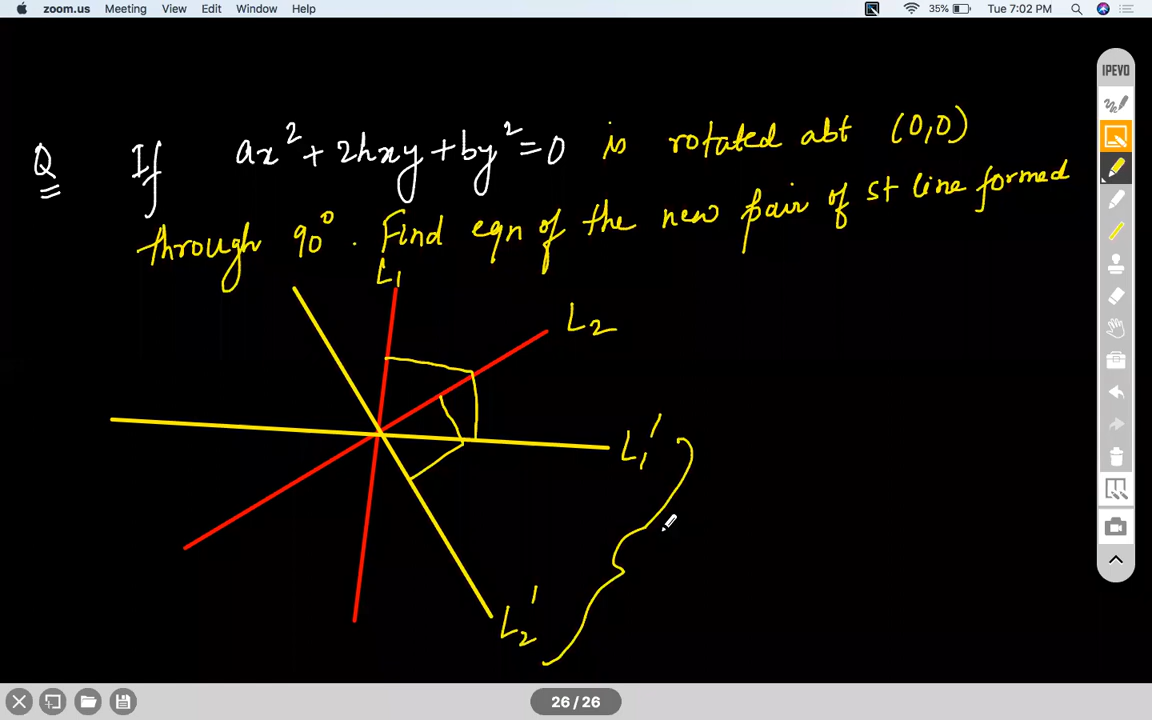 zoom.us Meeting View Edit Window Help 35% Tue 7:02 PM
IPEVO
Q If ax²+2hxy+by²=0 is rotated abt (0,0)
through 90°. Find eqn of the new pair of st line formed
L₁
L₂
L₁'
L₂'
26 / 26